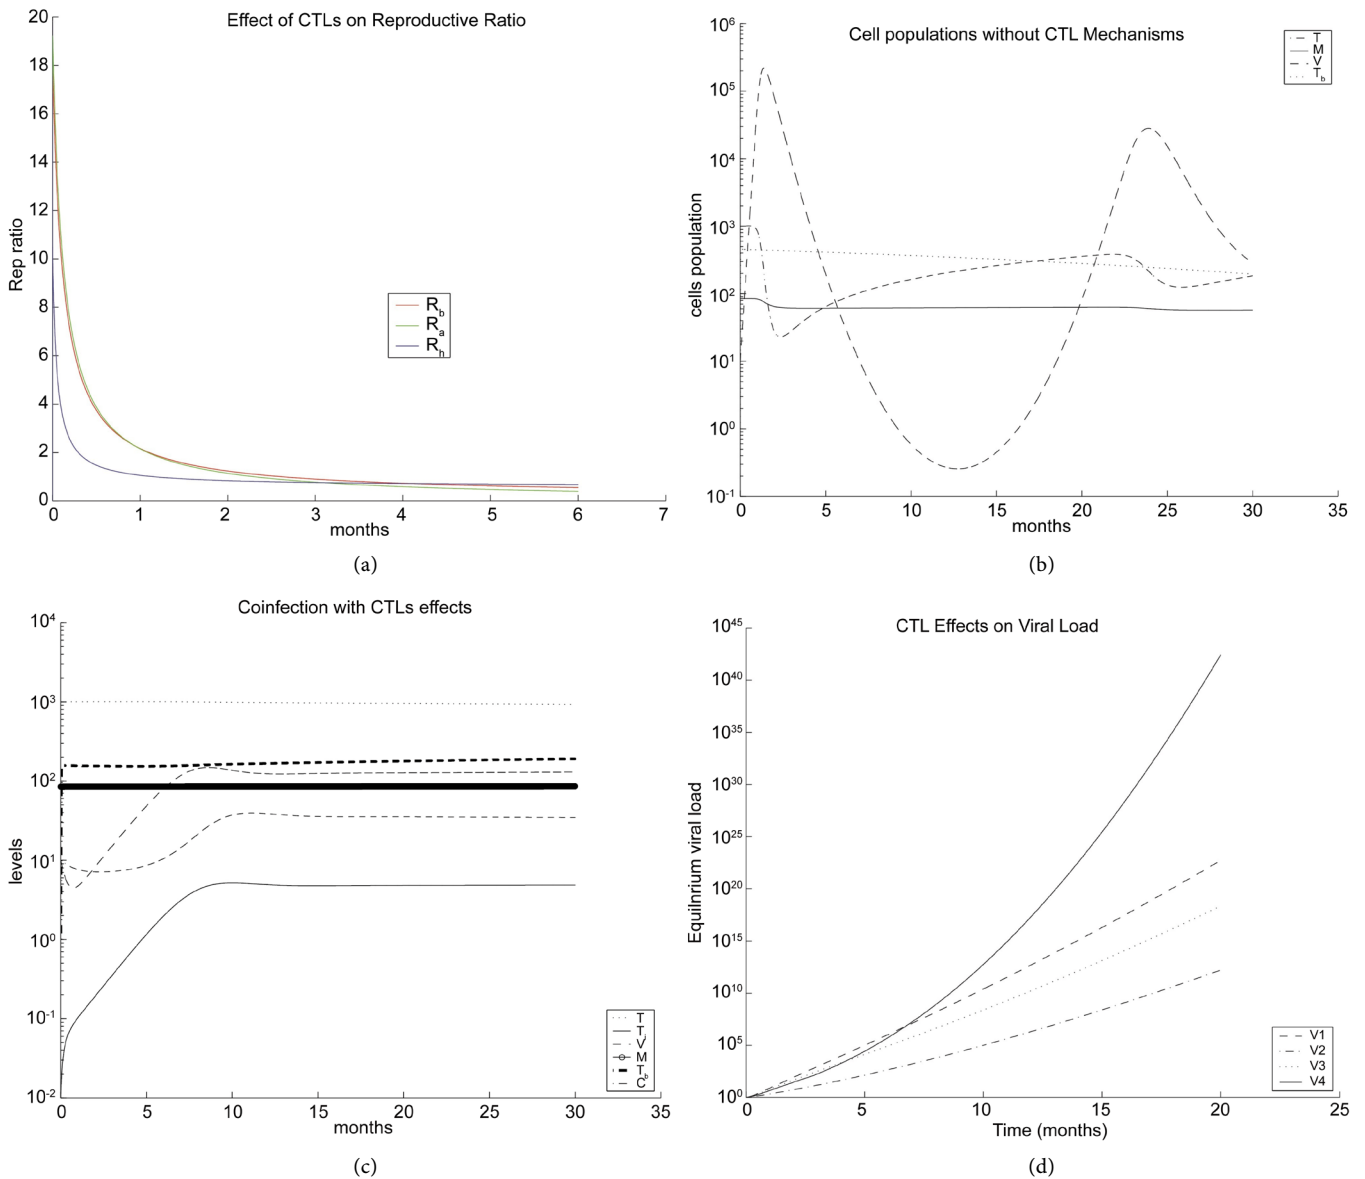 Effect of CTLs on Reproductive Ratio
20
18
16
14
12
10
8
6
4
2
0
Rep ratio
R_b
R_a
R_h
0 1 2 3 4 5 6 7
months
(a)
Cell populations without CTL Mechanisms
10^6
10^5
10^4
10^3
10^2
10^1
10^0
10^-1
cells population
T
M
V
T_b
0 5 10 15 20 25 30 35
months
(b)
Coinfection with CTLs effects
10^4
10^3
10^2
10^1
10^0
10^-1
10^-2
levels
T
T_i
V
M
T_b
C
0 5 10 15 20 25 30 35
months
(c)
CTL Effects on Viral Load
10^45
10^40
10^35
10^30
10^25
10^20
10^15
10^10
10^5
10^0
Equilnrium viral load
V1
V2
V3
V4
0 5 10 15 20 25
Time (months)
(d)